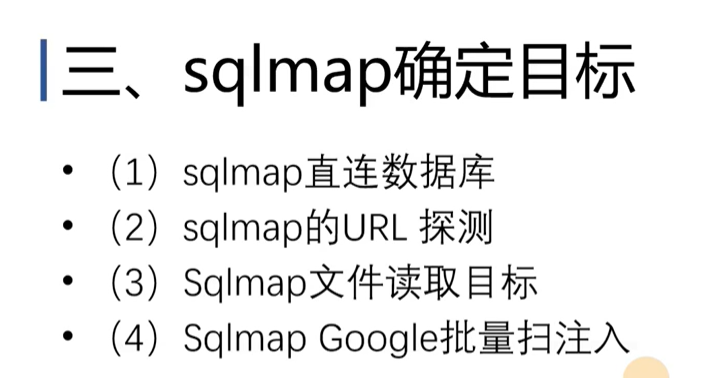 三、sqlmap确定目标
• （1）sqlmap直连数据库
• （2）sqlmap的URL 探测
• （3）Sqlmap文件读取目标
• （4）Sqlmap Google批量扫注入